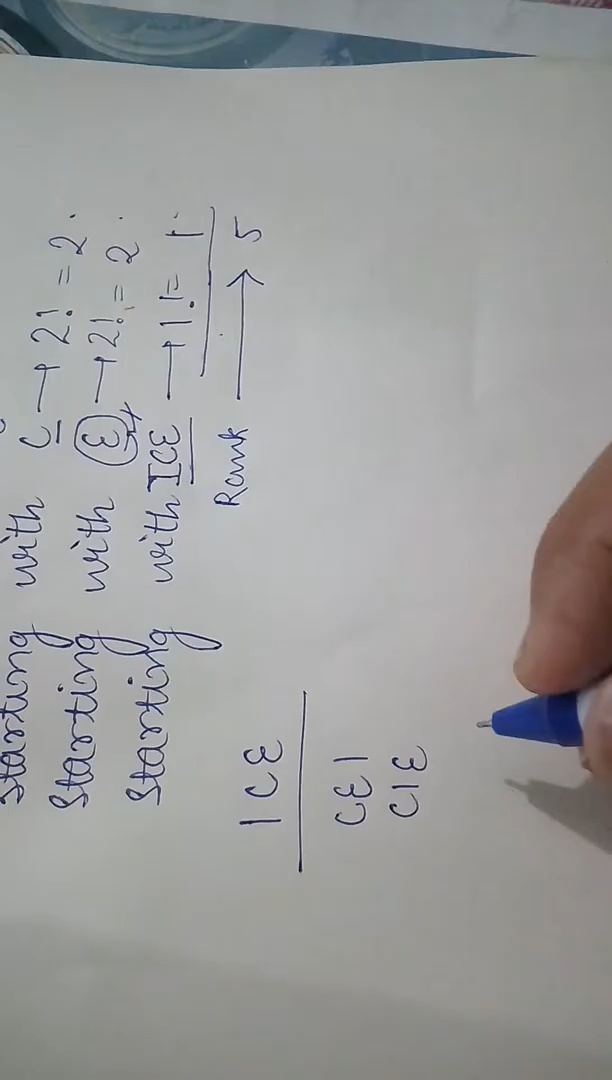 Starting with C → 2! = 2.
Starting with E → 2! = 2.
Starting with ICE → 1! = 1.
Rank → 5
ICE
CEI
CIE